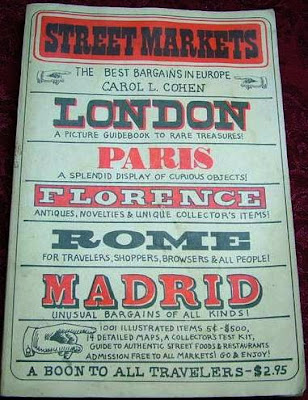 STREET MARKETS
THE BEST BARGAINS IN EUROPE
CAROL L. COHEN
LONDON
A PICTURE GUIDEBOOK TO RARE TREASURES!
PARIS
A SPLENDID DISPLAY OF CURIOUS OBJECTS!
FLORENCE
ANTIQUES, NOVELTIES & UNIQUE COLLECTOR'S ITEMS!
ROME
FOR TRAVELERS, SHOPPERS, BROWSERS & ALL PEOPLE!
MADRID
UNUSUAL BARGAINS OF ALL KINDS!
1001 ILLUSTRATED ITEMS 5¢-$500,
14 DETAILED MAPS, A COLLECTOR'S TEST KIT,
GUIDE TO AUTHENTIC STREET FOODS & RESTAURANTS
ADMISSION FREE TO ALL MARKETS! GO & ENJOY!
A BOON TO ALL TRAVELERS-$2.95